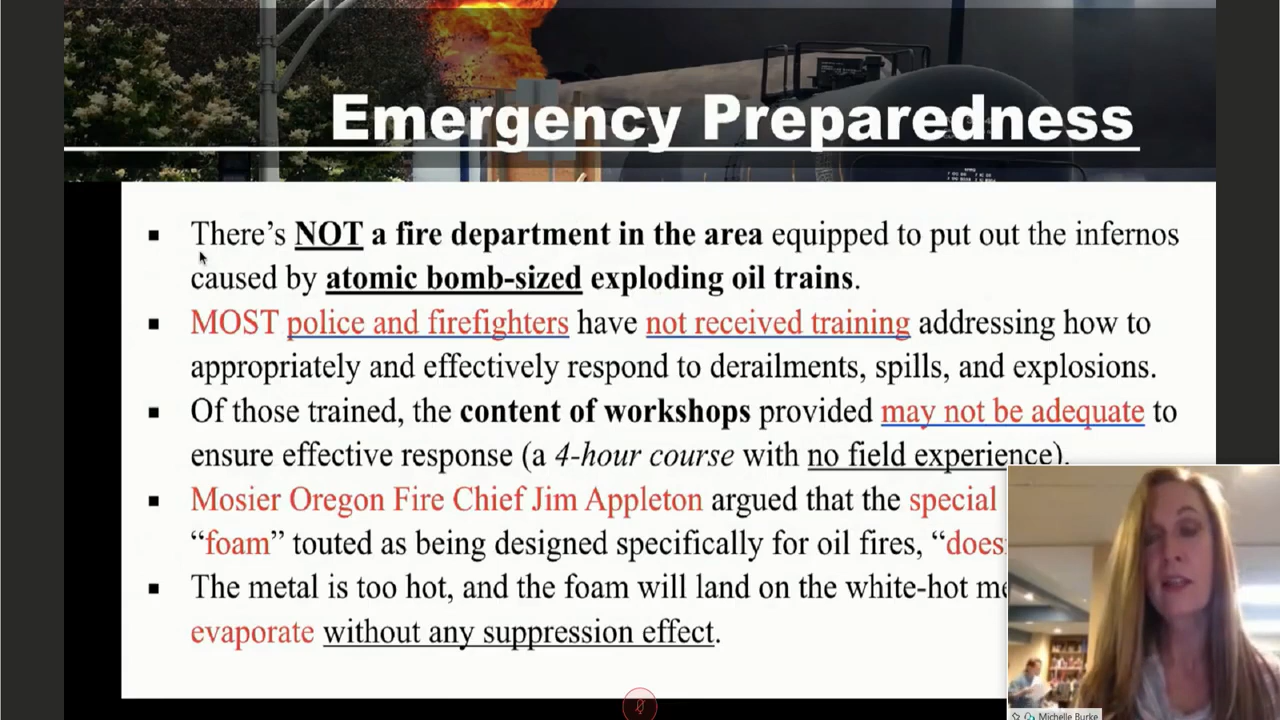 Emergency Preparedness
▪ There’s NOT a fire department in the area equipped to put out the infernos
caused by atomic bomb-sized exploding oil trains.
▪ MOST police and firefighters have not received training addressing how to
appropriately and effectively respond to derailments, spills, and explosions.
▪ Of those trained, the content of workshops provided may not be adequate to
ensure effective response (a 4-hour course with no field experience).
▪ Mosier Oregon Fire Chief Jim Appleton argued that the special
“foam” touted as being designed specifically for oil fires, “does
▪ The metal is too hot, and the foam will land on the white-hot
evaporate without any suppression effect.
Michelle Burke